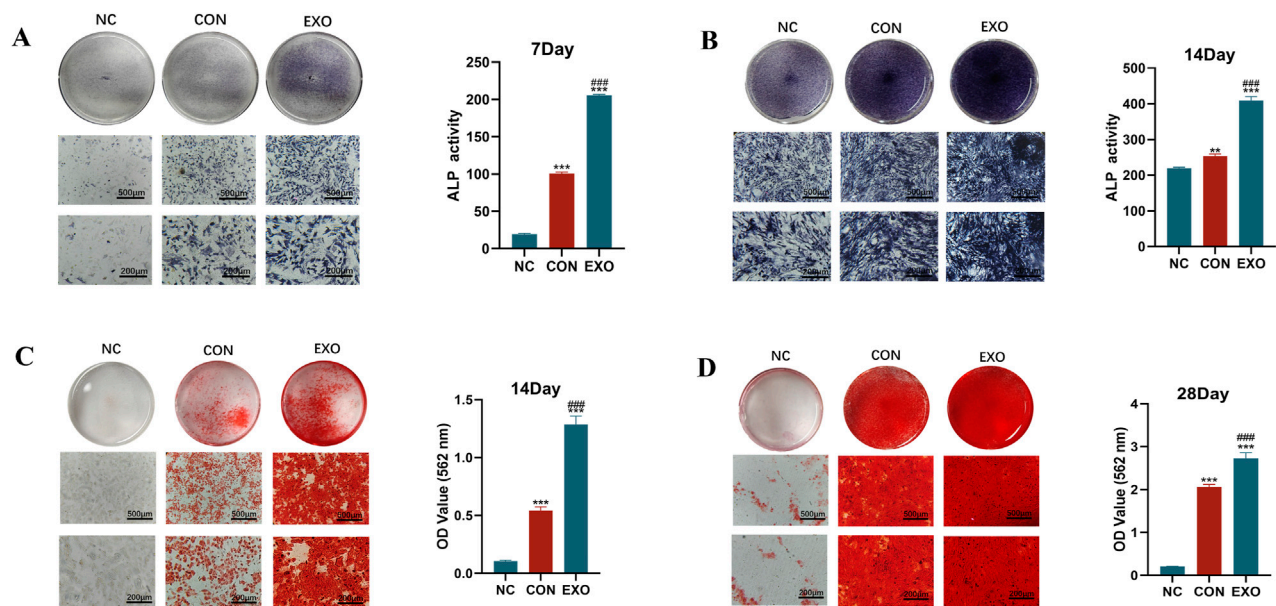 A
NC CON EXO
500μm 500μm 500μm
200μm 200μm 200μm
7Day
ALP activity
250
200
150
100
50
0
***
###
***
NC CON EXO
B
NC CON EXO
500μm 500μm 500μm
200μm 200μm 200μm
14Day
ALP activity
500
400
300
200
100
0
**
###
***
NC CON EXO
C
NC CON EXO
500μm 500μm 500μm
200μm 200μm 200μm
14Day
OD Value (562 nm)
1.5
1.0
0.5
0.0
***
###
***
NC CON EXO
D
NC CON EXO
500μm 500μm 500μm
200μm 200μm 200μm
28Day
OD Value (562 nm)
4
3
2
1
0
***
###
***
NC CON EXO